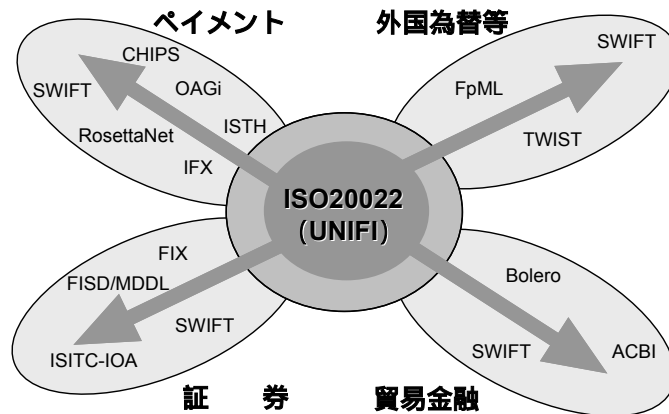 ペイメント
外国為替等
CHIPS
SWIFT
OAGi
RosettaNet
ISTH
IFX
SWIFT
FpML
TWIST
ISO20022
(UNIFI)
FIX
FISD/MDDL
SWIFT
ISITC-IOA
Bolero
SWIFT
ACBI
証　券
貿易金融